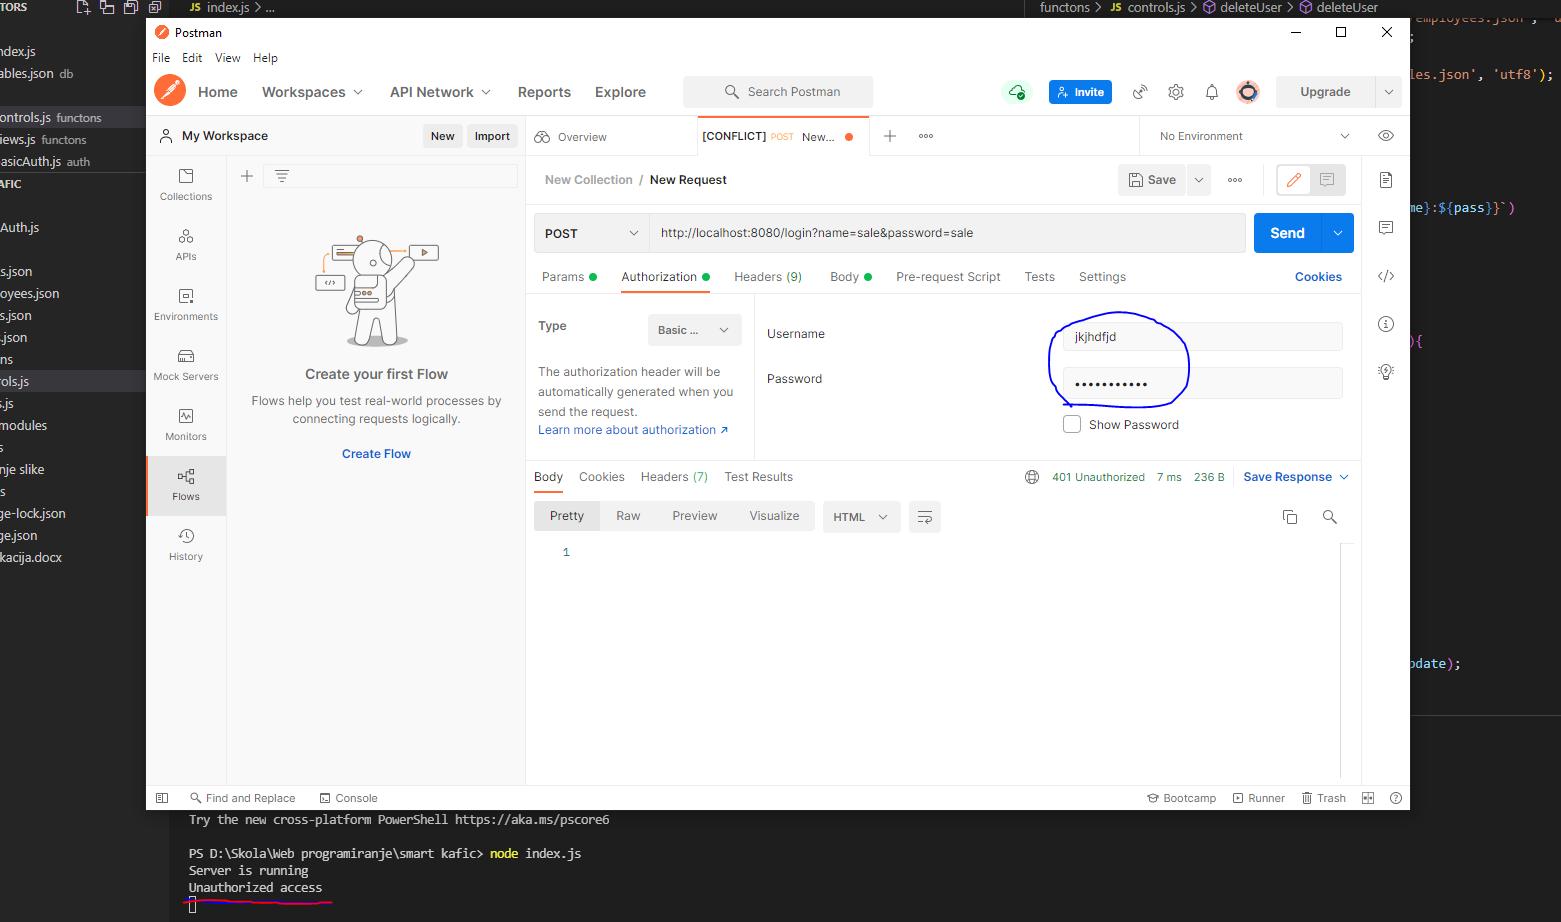 TORS
JS index.js > ...
functons > JS controls.js > deleteUser > deleteUser
ndex.js
ables.json db
ontrols.js functons
iews.js functons
asicAuth.js auth
AFIC
Auth.js
s.json
oyees.json
s.json
.json
ns
rols.js
s.js
modules
s
nje slike
s
ge-lock.json
ge.json
kacija.docx
Postman
File Edit View Help
Home Workspaces API Network Reports Explore
Search Postman
Invite
Upgrade
My Workspace
New Import
Overview
[CONFLICT] POST New...
No Environment
Collections
APIs
Environments
Mock Servers
Monitors
Flows
History
Create your first Flow
Flows help you test real-world processes by
connecting requests logically.
Create Flow
New Collection / New Request
Save
POST
http://localhost:8080/login?name=sale&password=sale
Send
Params Authorization Headers (9) Body Pre-request Script Tests Settings
Cookies
Type
Basic ...
The authorization header will be
automatically generated when you
send the request.
Learn more about authorization ↗
Username
jkjhdfjd
Password
•••••••••••
Show Password
Body Cookies Headers (7) Test Results
401 Unauthorized 7 ms 236 B Save Response
Pretty Raw Preview Visualize HTML
1
Find and Replace Console
Bootcamp Runner Trash
les.json', 'utf8');
me}:${pass}}`)
){
pdate);
Try the new cross-platform PowerShell https://aka.ms/pscore6
PS D:\Skola\Web programiranje\smart kafic> node index.js
Server is running
Unauthorized access